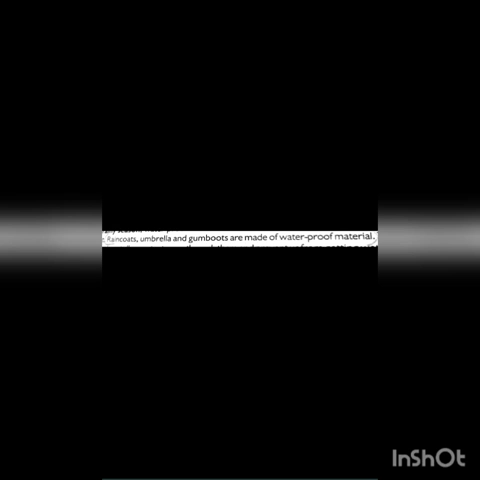 Raincoats, umbrella and gumboots are made of water-proof material.
InShOt